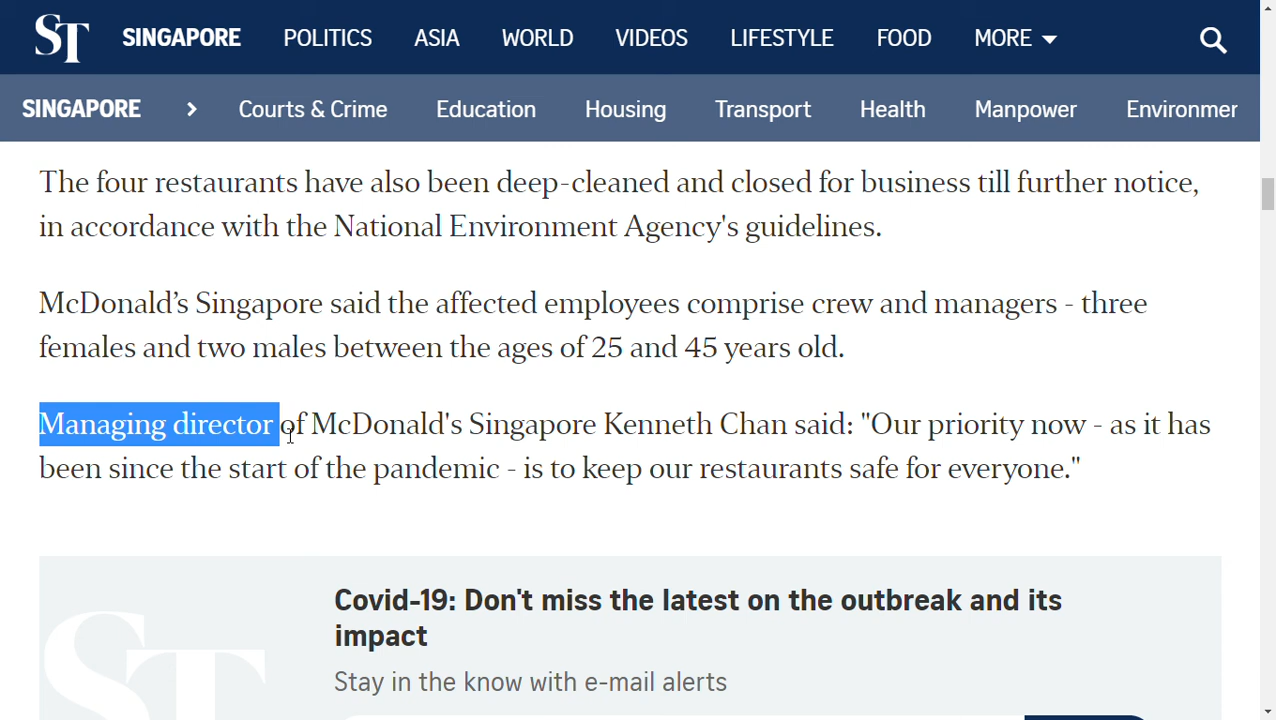 ST SINGAPORE POLITICS ASIA WORLD VIDEOS LIFESTYLE FOOD MORE
SINGAPORE > Courts & Crime Education Housing Transport Health Manpower Environmer
The four restaurants have also been deep-cleaned and closed for business till further notice,
in accordance with the National Environment Agency's guidelines.
McDonald’s Singapore said the affected employees comprise crew and managers - three
females and two males between the ages of 25 and 45 years old.
Managing director of McDonald's Singapore Kenneth Chan said: "Our priority now - as it has
been since the start of the pandemic - is to keep our restaurants safe for everyone."
ST
Covid-19: Don't miss the latest on the outbreak and its
impact
Stay in the know with e-mail alerts